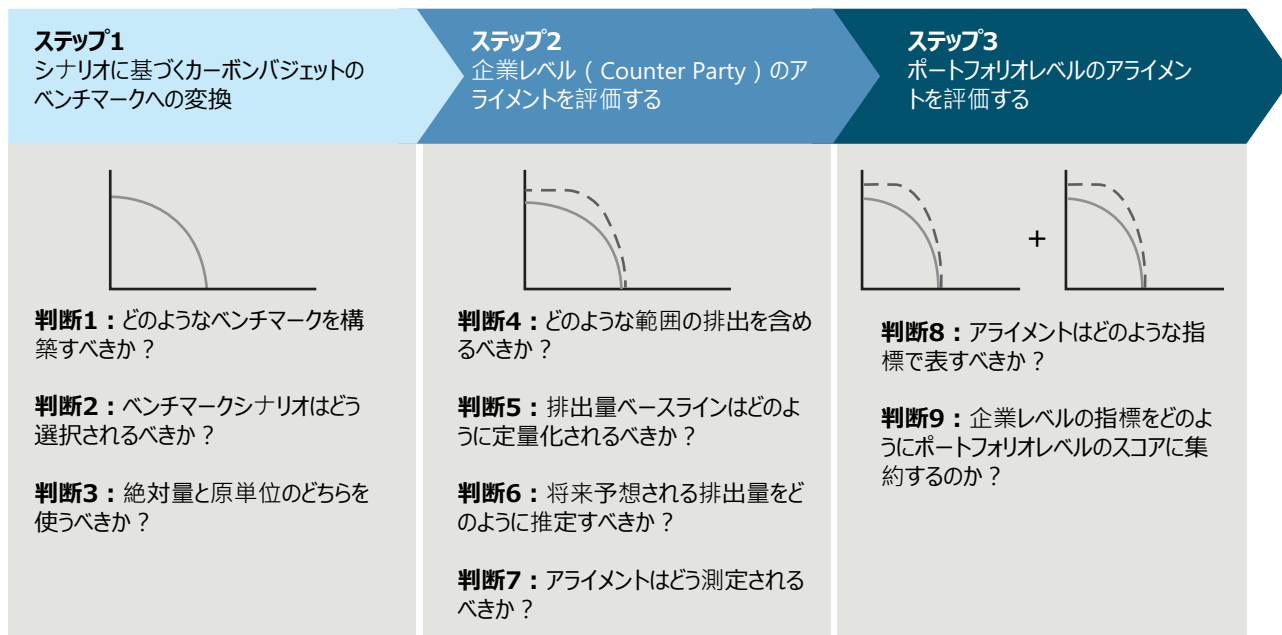 ステップ1
シナリオに基づくカーボンバジェットの
ベンチマークへの変換
ステップ2
企業レベル（Counter Party）のア
ライメントを評価する
ステップ3
ポートフォリオレベルのアライメン
トを評価する
判断1：どのようなベンチマークを構
築すべきか？
判断2：ベンチマークシナリオはどう
選択されるべきか？
判断3：絶対量と原単位のどちらを
使うべきか？
判断4：どのような範囲の排出を含め
るべきか？
判断5：排出量ベースラインはどのよ
うに定量化されるべきか？
判断6：将来予想される排出量をど
のように推定すべきか？
判断7：アライメントはどう測定される
べきか？
+
判断8：アライメントはどのような指
標で表すべきか？
判断9：企業レベルの指標をどのよ
うにポートフォリオレベルのスコアに集
約するのか？